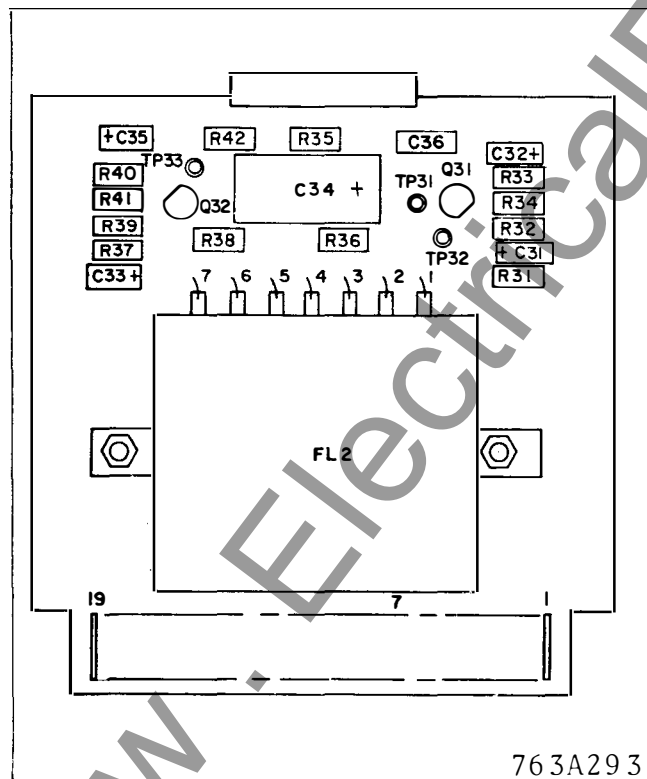 +C35 R42 R35 C36 C32+
TP33 Q31
R40 R33
C34 + TP31
R41 Q32 R34
R39 R32
R38 R36
R37 TP32 +C31
C33+ R31
7 6 5 4 3 2 1
FL2
19 7 1
763A293
w . Electrical